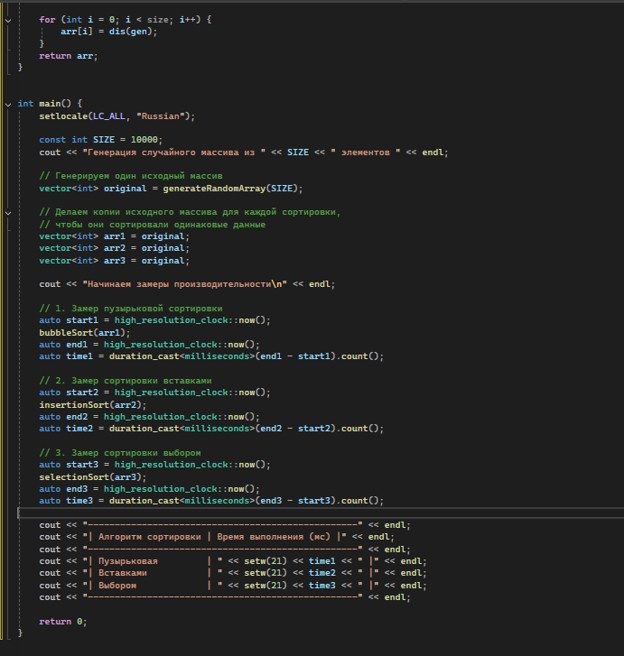 for (int i = 0; i < size; i++) {
arr[i] = dis(gen);
}
return arr;
}
int main() {
setlocale(LC_ALL, "Russian");
const int SIZE = 10000;
cout << "Генерация случайного массива из " << SIZE << " элементов " << endl;
// Генерируем один исходный массив
vector<int> original = generateRandomArray(SIZE);
// Делаем копии исходного массива для каждой сортировки,
// чтобы они сортировали одинаковые данные
vector<int> arr1 = original;
vector<int> arr2 = original;
vector<int> arr3 = original;
cout << "Начинаем замеры производительности\n" << endl;
// 1. Замер пузырьковой сортировки
auto start1 = high_resolution_clock::now();
bubbleSort(arr1);
auto end1 = high_resolution_clock::now();
auto time1 = duration_cast<milliseconds>(end1 - start1).count();
// 2. Замер сортировки вставками
auto start2 = high_resolution_clock::now();
insertionSort(arr2);
auto end2 = high_resolution_clock::now();
auto time2 = duration_cast<milliseconds>(end2 - start2).count();
// 3. Замер сортировки выбором
auto start3 = high_resolution_clock::now();
selectionSort(arr3);
auto end3 = high_resolution_clock::now();
auto time3 = duration_cast<milliseconds>(end3 - start3).count();
cout << "---------------------------------------------" << endl;
cout << "| Алгоритм сортировки | Время выполнения (мс) |" << endl;
cout << "---------------------------------------------" << endl;
cout << "| Пузырьковая         | " << setw(21) << time1 << " |" << endl;
cout << "| Вставками           | " << setw(21) << time2 << " |" << endl;
cout << "| Выбором             | " << setw(21) << time3 << " |" << endl;
cout << "---------------------------------------------" << endl;
return 0;
}